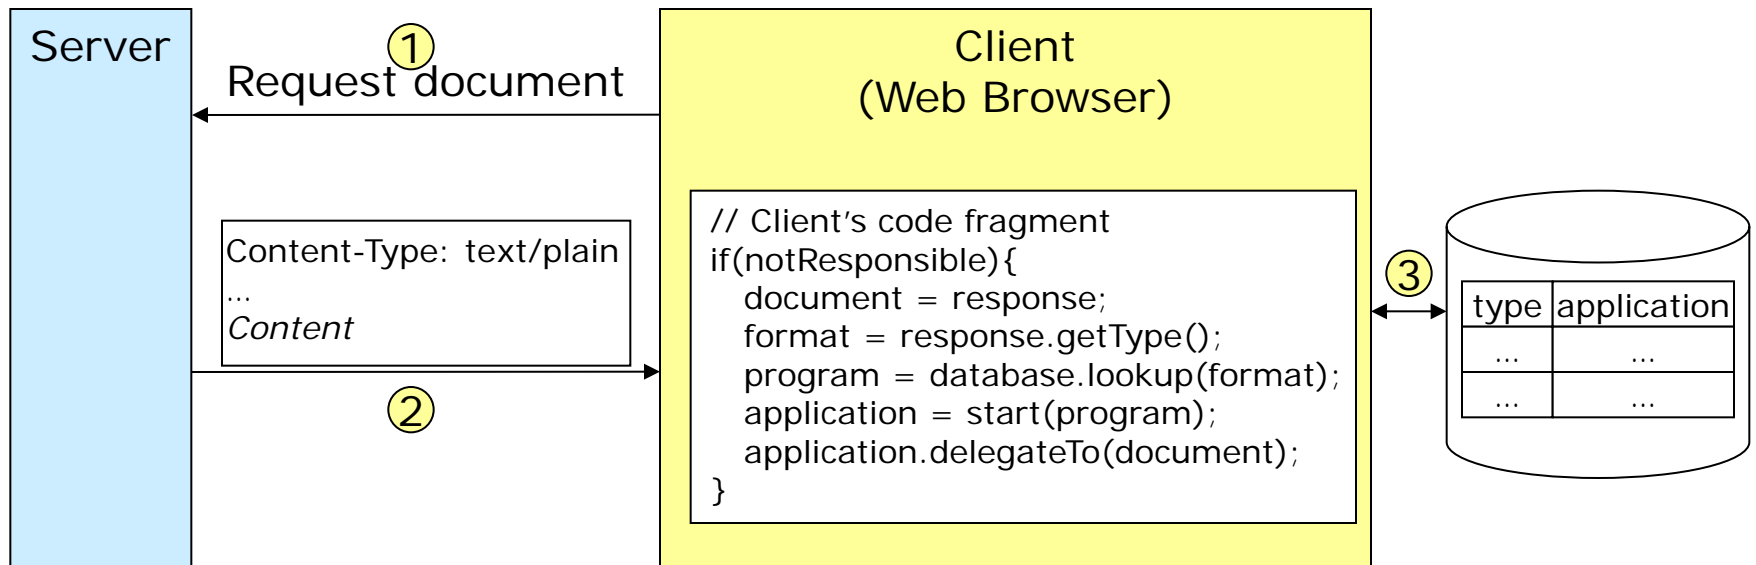 Server
1
Request document
Client
(Web Browser)
Content-Type: text/plain
...
Content
2
// Client's code fragment
if(notResponsible){
document = response;
format = response.getType();
program = database.lookup(format);
application = start(program);
application.delegateTo(document);
}
3
type application
... ...
... ...